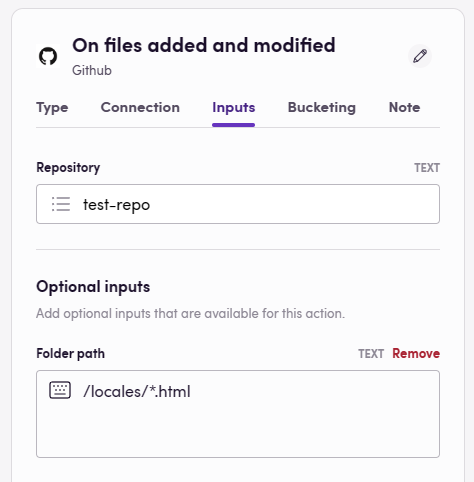 On files added and modified
Github
Type Connection Inputs Bucketing Note
Repository TEXT
test-repo
Optional inputs
Add optional inputs that are available for this action.
Folder path TEXT Remove
/locales/*.html